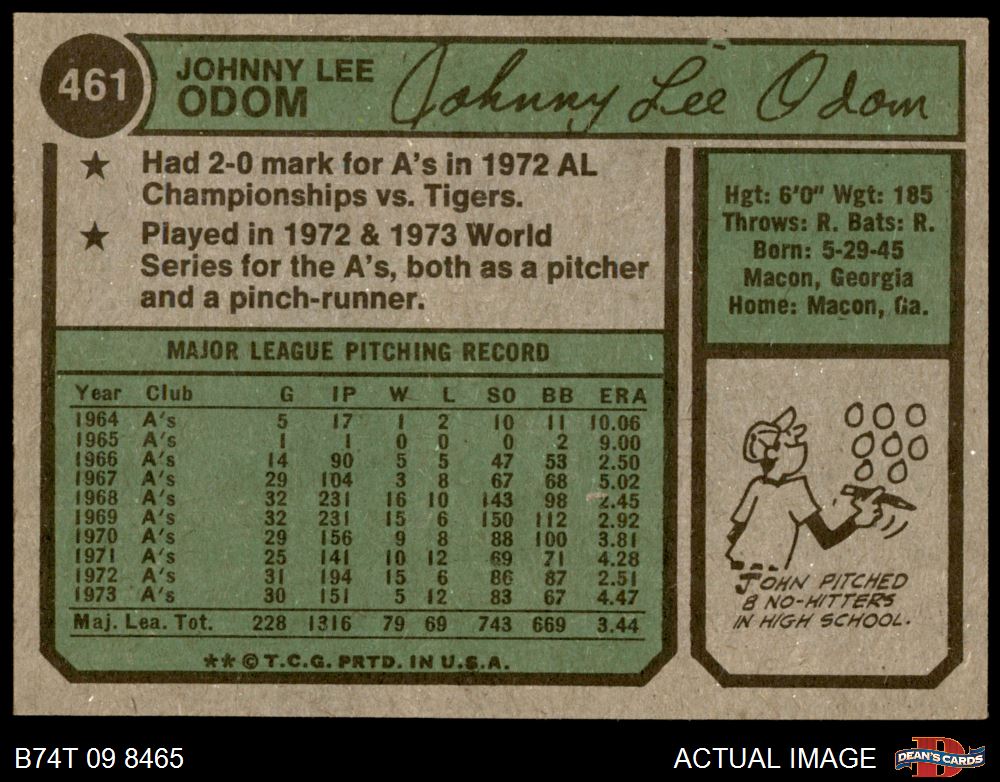 461
JOHNNY LEE
ODOM
Johnny Lee Odom
★ Had 2-0 mark for A's in 1972 AL
Championships vs. Tigers.
★ Played in 1972 & 1973 World
Series for the A's, both as a pitcher
and a pinch-runner.
Hgt: 6'0" Wgt: 185
Throws: R. Bats: R.
Born: 5-29-45
Macon, Georgia
Home: Macon, Ga.
MAJOR LEAGUE PITCHING RECORD
Year Club G IP W L SO BB ERA
1964 A's 5 17 1 2 10 11 10.06
1965 A's 1 1 0 0 0 2 9.00
1966 A's 14 90 5 5 47 53 2.50
1967 A's 29 104 3 8 67 68 5.02
1968 A's 32 231 16 10 143 98 2.45
1969 A's 32 231 15 6 150 112 2.92
1970 A's 29 156 9 8 88 100 3.81
1971 A's 25 141 10 12 69 71 4.28
1972 A's 31 194 15 6 86 87 2.51
1973 A's 30 151 5 12 83 67 4.47
Maj. Lea. Tot. 228 1316 79 69 743 669 3.44
** © T.C.G. PRTD. IN U.S.A.
JOHN PITCHED
8 NO-HITTERS
IN HIGH SCHOOL.
B74T 09 8465
ACTUAL IMAGE
D
DEAN'S CARDS